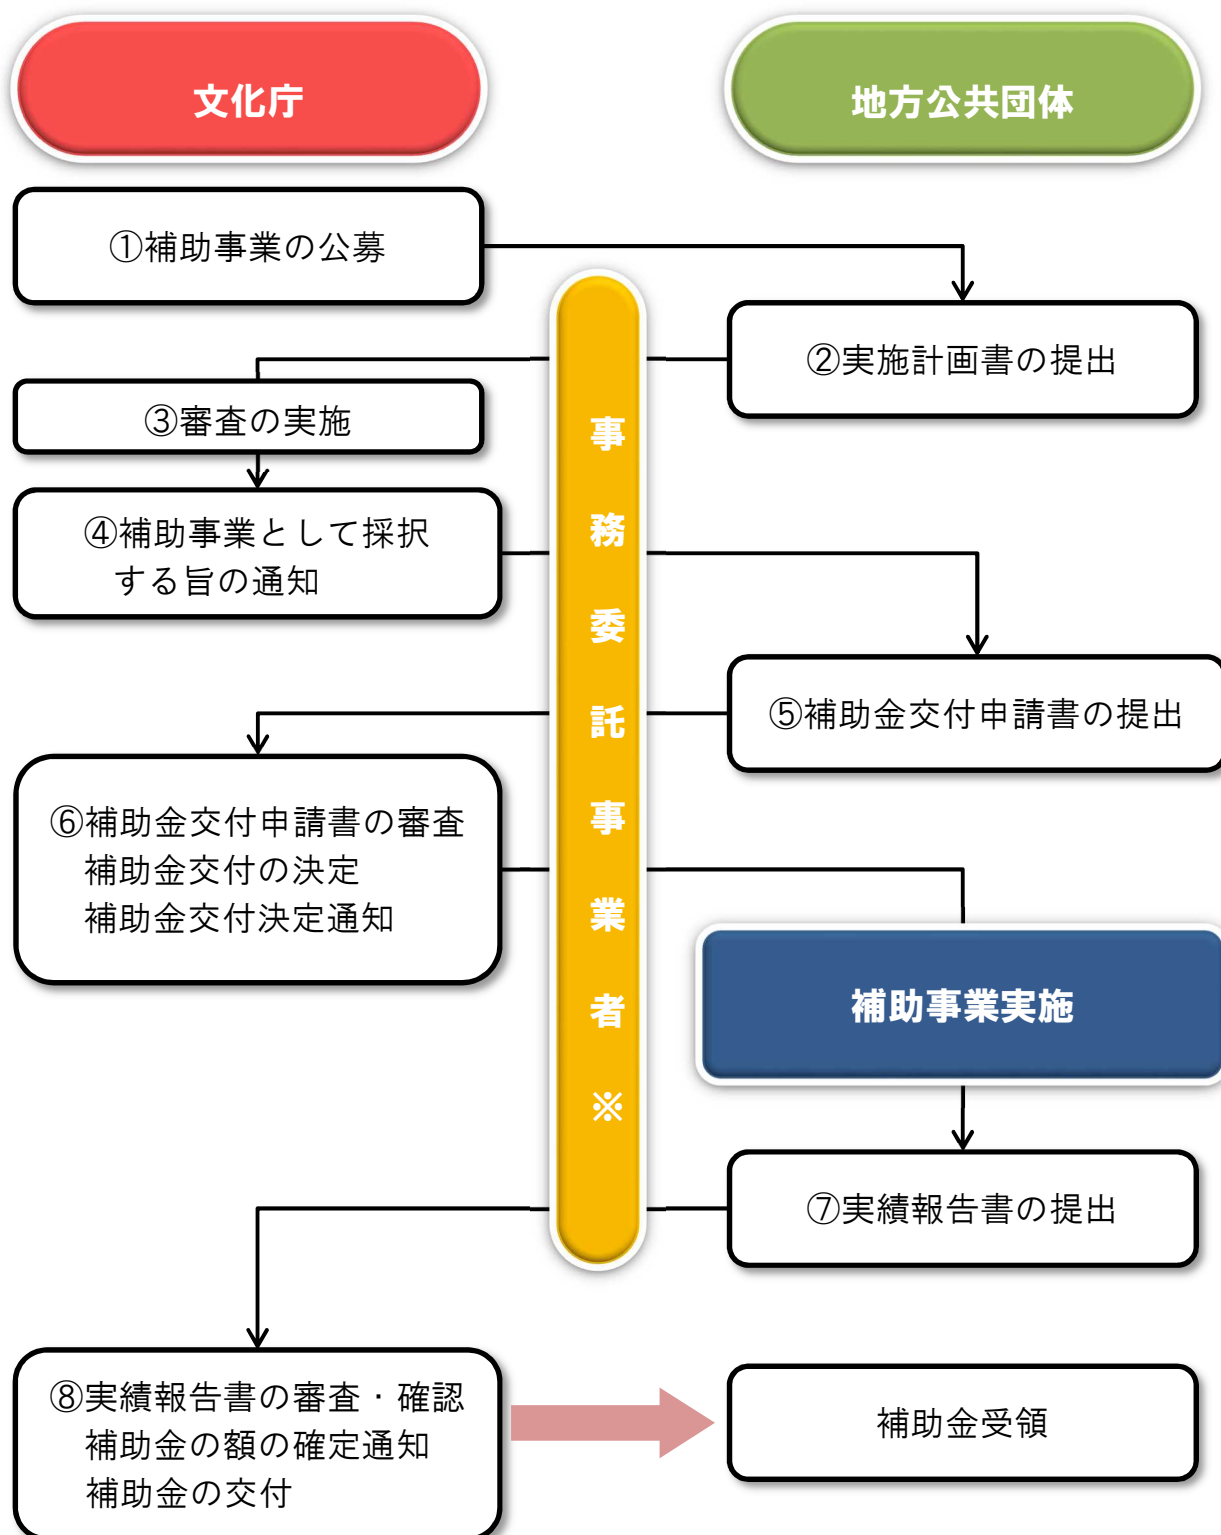 文化庁
地方公共団体
①補助事業の公募
②実施計画書の提出
③審査の実施
④補助事業として採択
する旨の通知
事務委託事業者※
⑤補助金交付申請書の提出
⑥補助金交付申請書の審査
補助金交付の決定
補助金交付決定通知
補助事業実施
⑦実績報告書の提出
⑧実績報告書の審査・確認
補助金の額の確定通知
補助金の交付
補助金受領